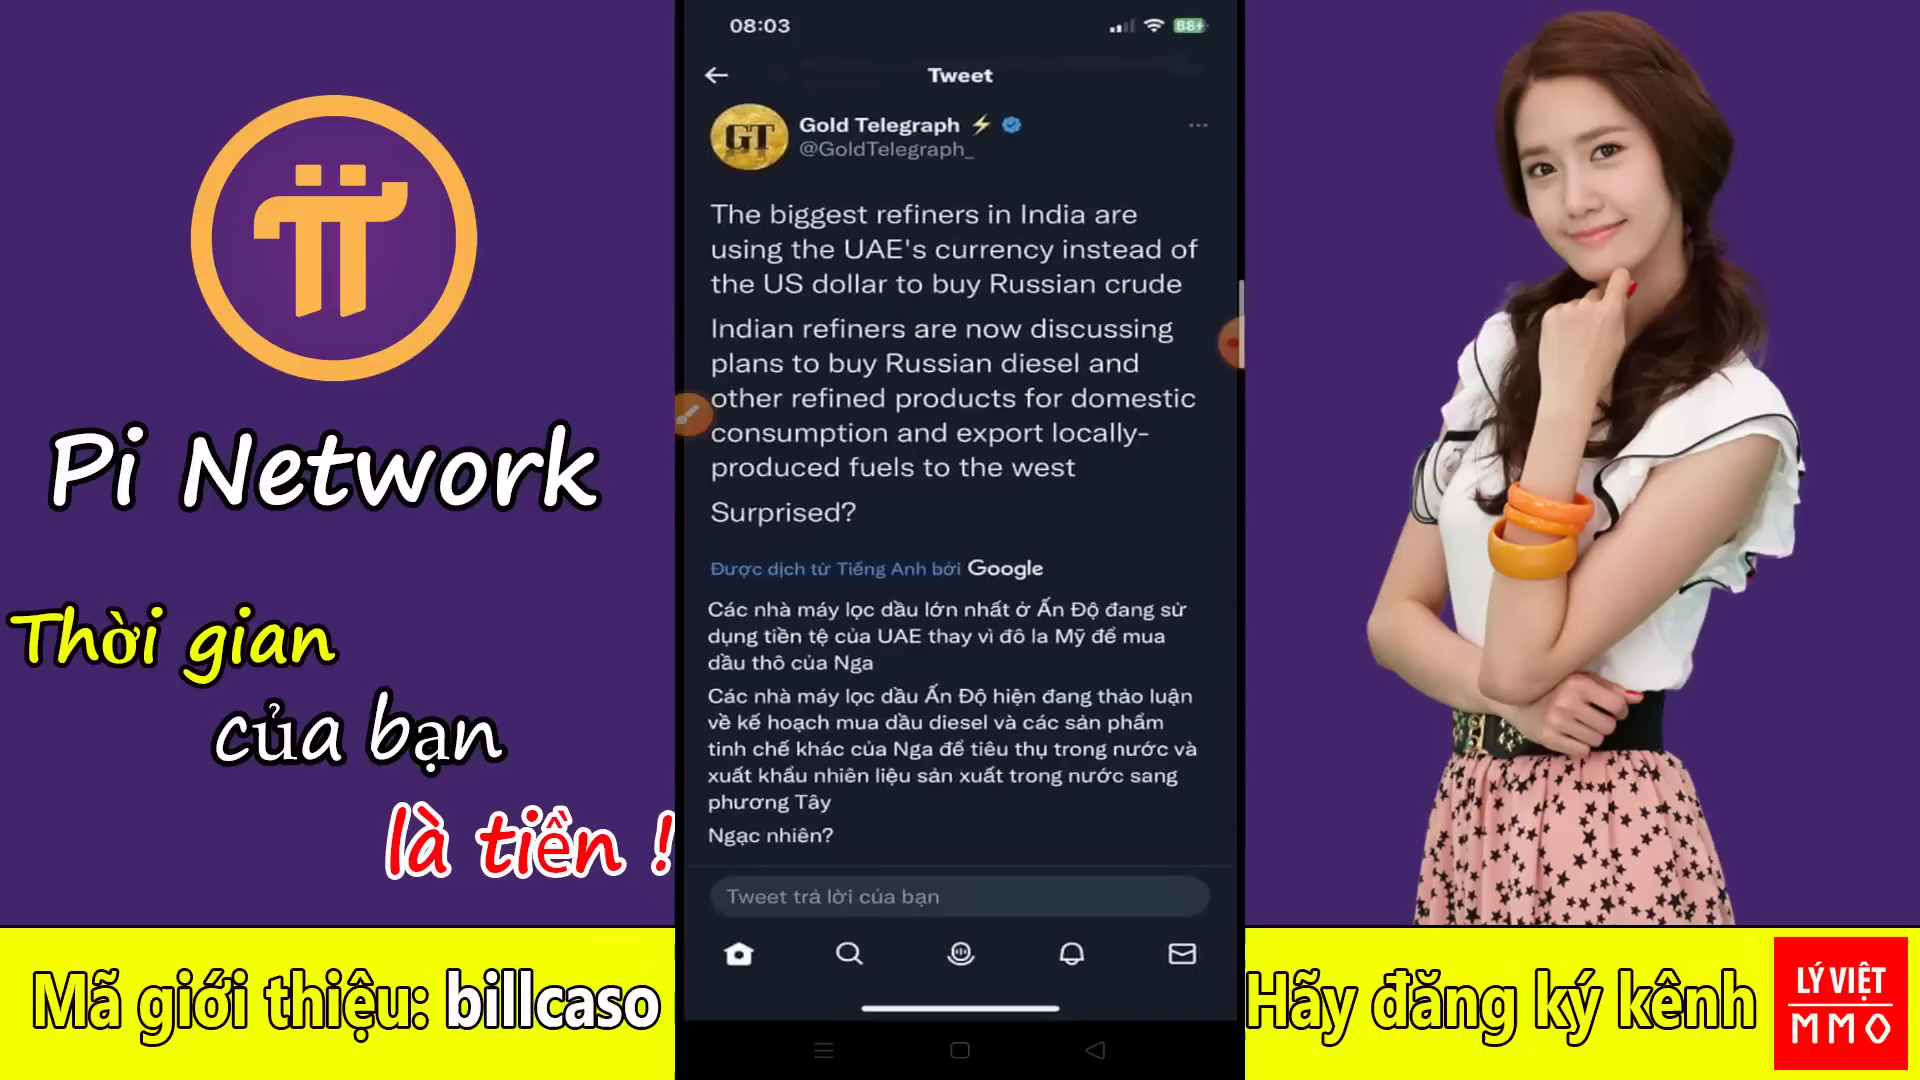 Pi Network
Thời gian
của bạn
là tiền !
Mã giới thiệu: billcaso
08:03
88
Tweet
GT
Gold Telegraph
@GoldTelegraph_
The biggest refiners in India are
using the UAE's currency instead of
the US dollar to buy Russian crude
Indian refiners are now discussing
plans to buy Russian diesel and
other refined products for domestic
consumption and export locally-
produced fuels to the west
Surprised?
Được dịch từ Tiếng Anh bởi Google
Các nhà máy lọc dầu lớn nhất ở Ấn Độ đang sử
dụng tiền tệ của UAE thay vì đô la Mỹ để mua
dầu thô của Nga
Các nhà máy lọc dầu Ấn Độ hiện đang thảo luận
về kế hoạch mua dầu diesel và các sản phẩm
tinh chế khác của Nga để tiêu thụ trong nước và
xuất khẩu nhiên liệu sản xuất trong nước sang
phương Tây
Ngạc nhiên?
Tweet trả lời của bạn
Hãy đăng ký kênh
LÝ VIỆT
MMO